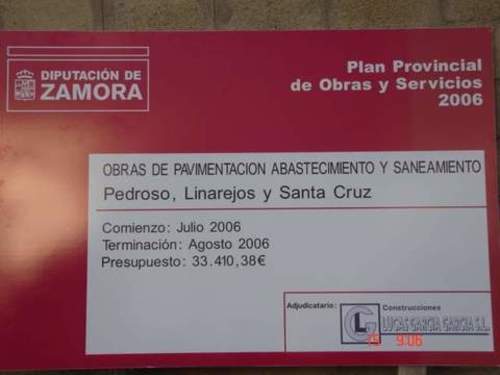 DIPUTACIÓN DE
ZAMORA
Plan Provincial
de Obras y Servicios
2006
OBRAS DE PAVIMENTACION ABASTECIMIENTO Y SANEAMIENTO
Pedroso, Linarejos y Santa Cruz
Comienzo: Julio 2006
Terminación: Agosto 2006
Presupuesto: 33.410,38€
Adjudicatario:
Construcciones
LUCAS GARCIA GARCIA S.L.
9:06